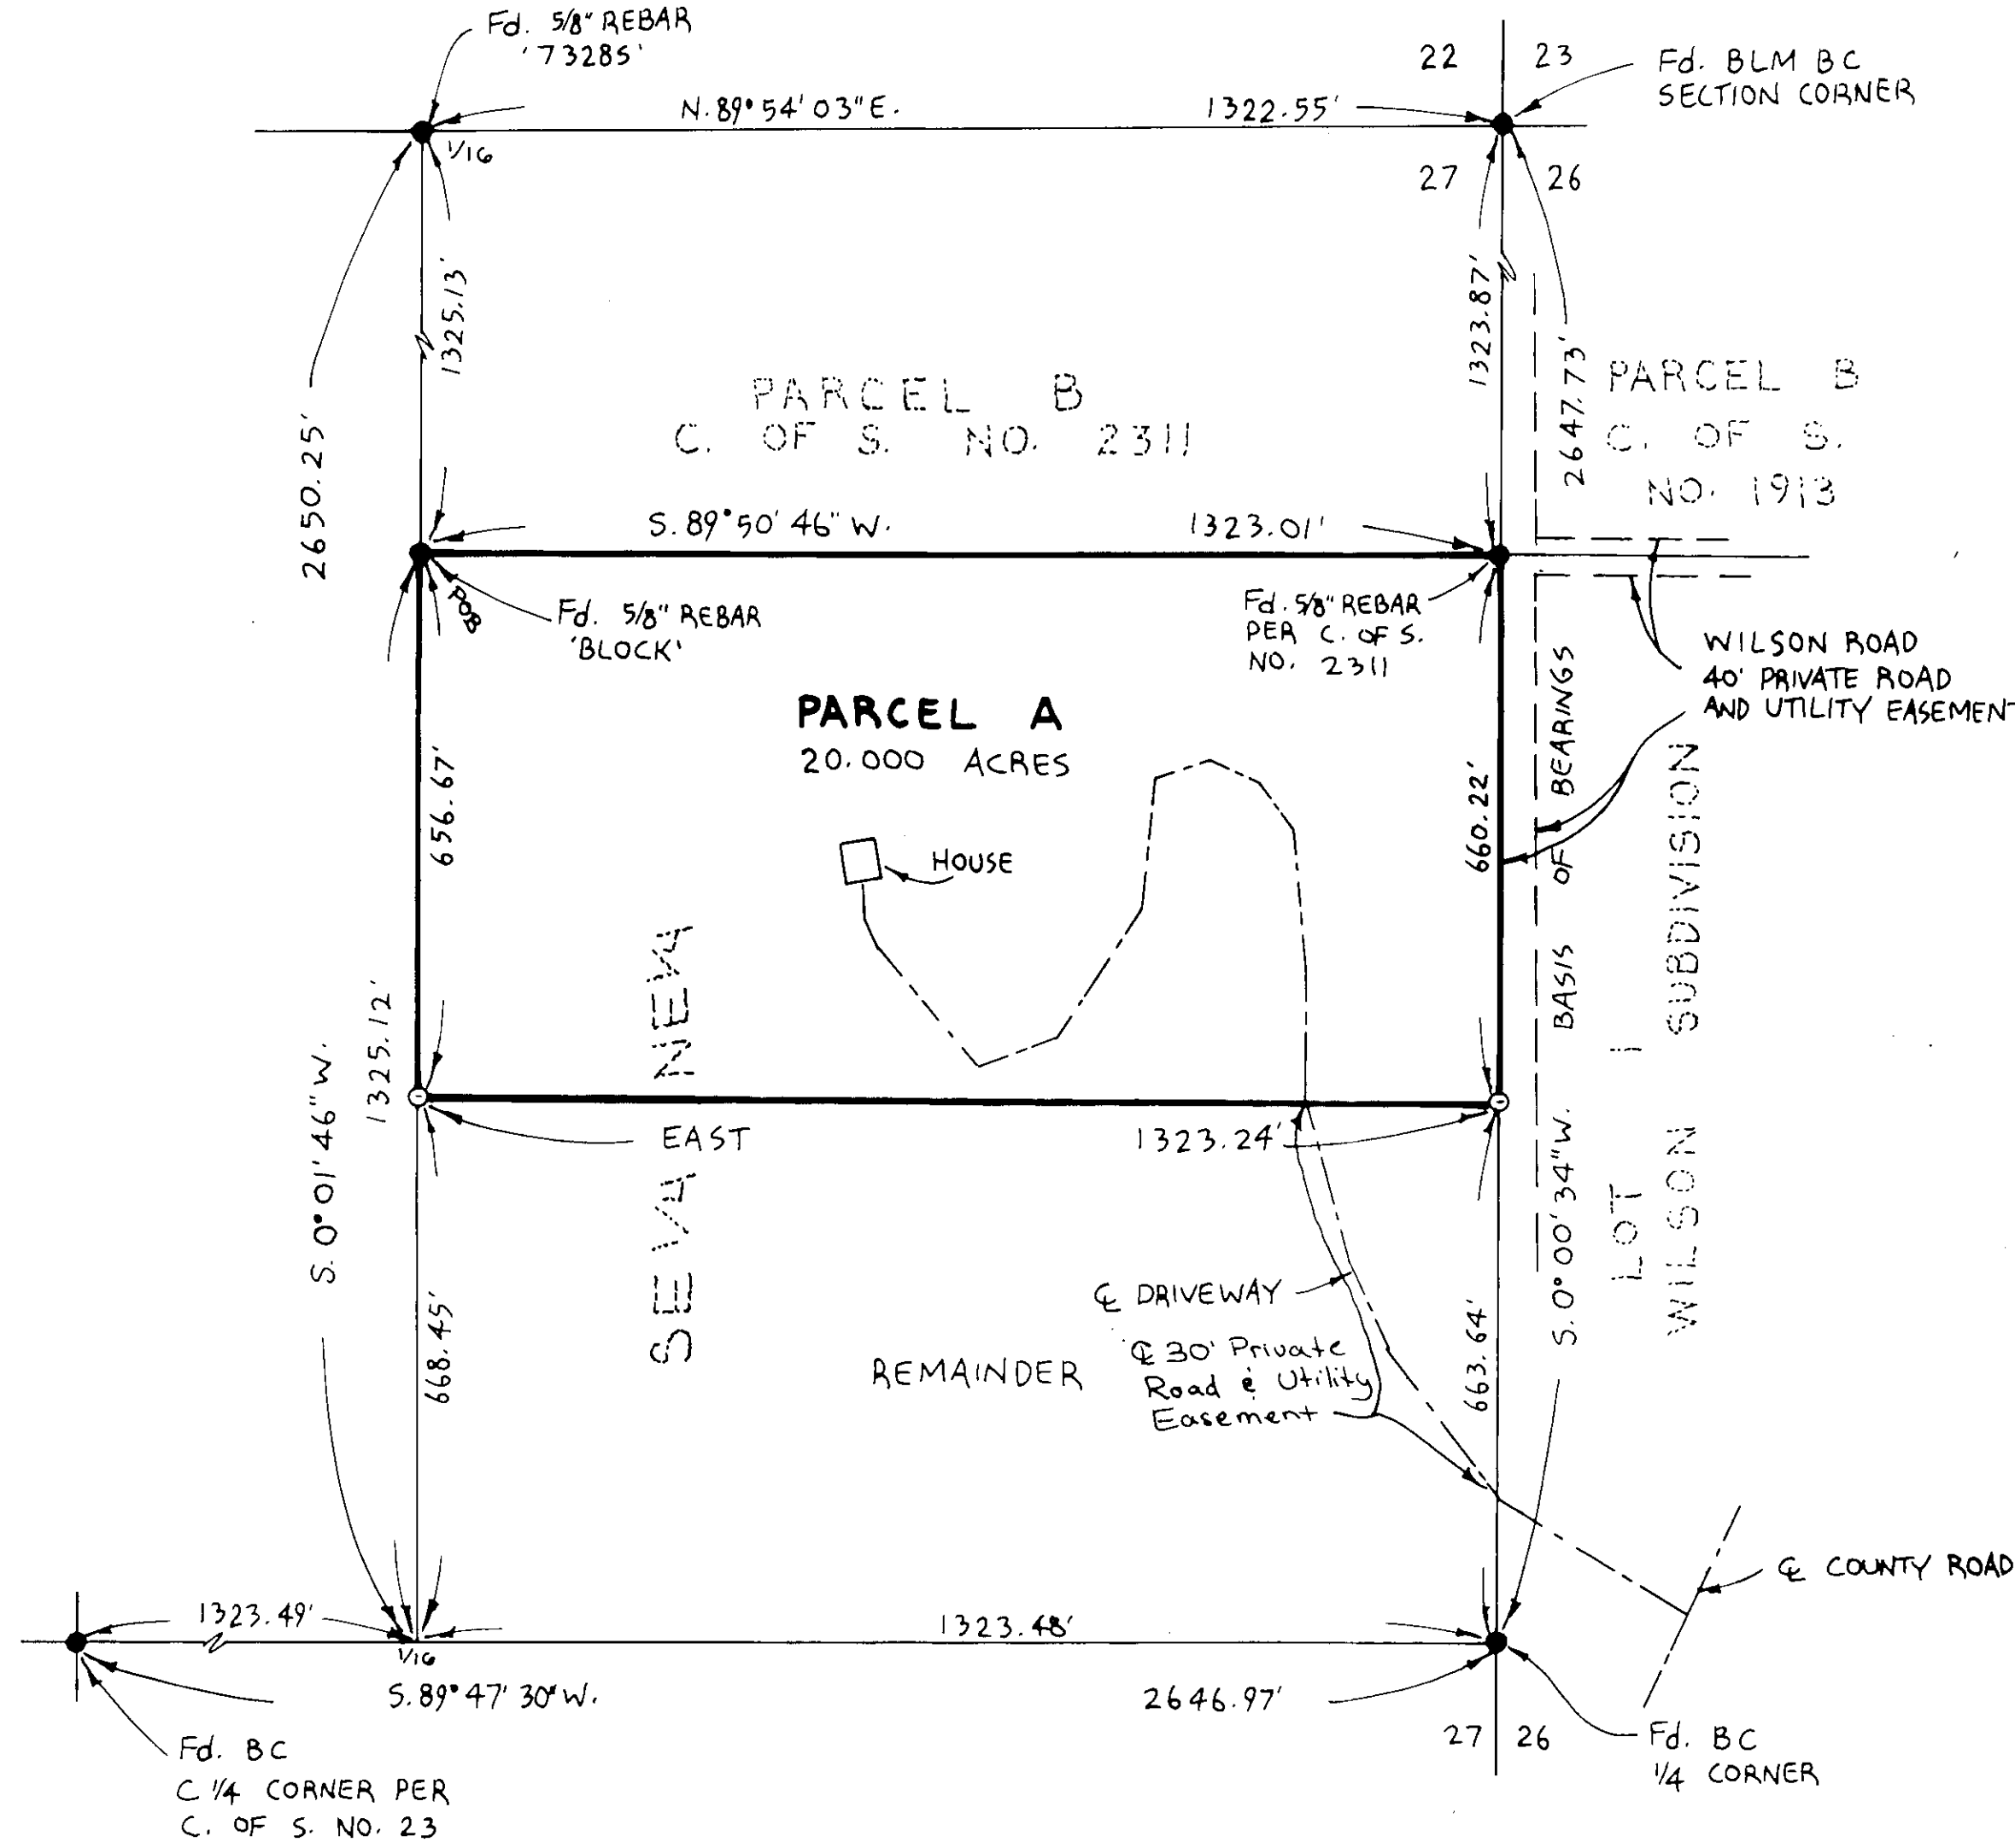 Fd. 5/8" REBAR
'7328S'
22 23
Fd. BLM BC
SECTION CORNER
N. 89° 54' 03" E. 1322.55'
1/16
27 26
1325.13'
1323.87'
2650.25'
2647.73'
PARCEL B
C. OF S. NO. 2311
PARCEL B
C. OF S.
NO. 1913
S. 89° 50' 46" W. 1323.01'
POB
Fd. 5/8" REBAR
'BLOCK'
Fd. 5/8" REBAR
PER C. OF S.
NO. 2311
WILSON ROAD
40' PRIVATE ROAD
AND UTILITY EASEMENT
PARCEL A
20.000 ACRES
656.67'
660.22'
HOUSE
S. 0° 00' 34" W. BASIS OF BEARINGS
LOT 1
WILSON SUBDIVISION
SE1/4 NE1/4
S. 0° 01' 46" W.
1325.12'
EAST 1323.24'
668.45'
663.64'
℄ DRIVEWAY
℄ 30' Private
Road & Utility
Easement
REMAINDER
℄ COUNTY ROAD
1323.49' 1323.48'
1/16
S. 89° 47' 30" W. 2646.97'
27 26
Fd. BC
C 1/4 CORNER PER
C. OF S. NO. 23
Fd. BC
1/4 CORNER